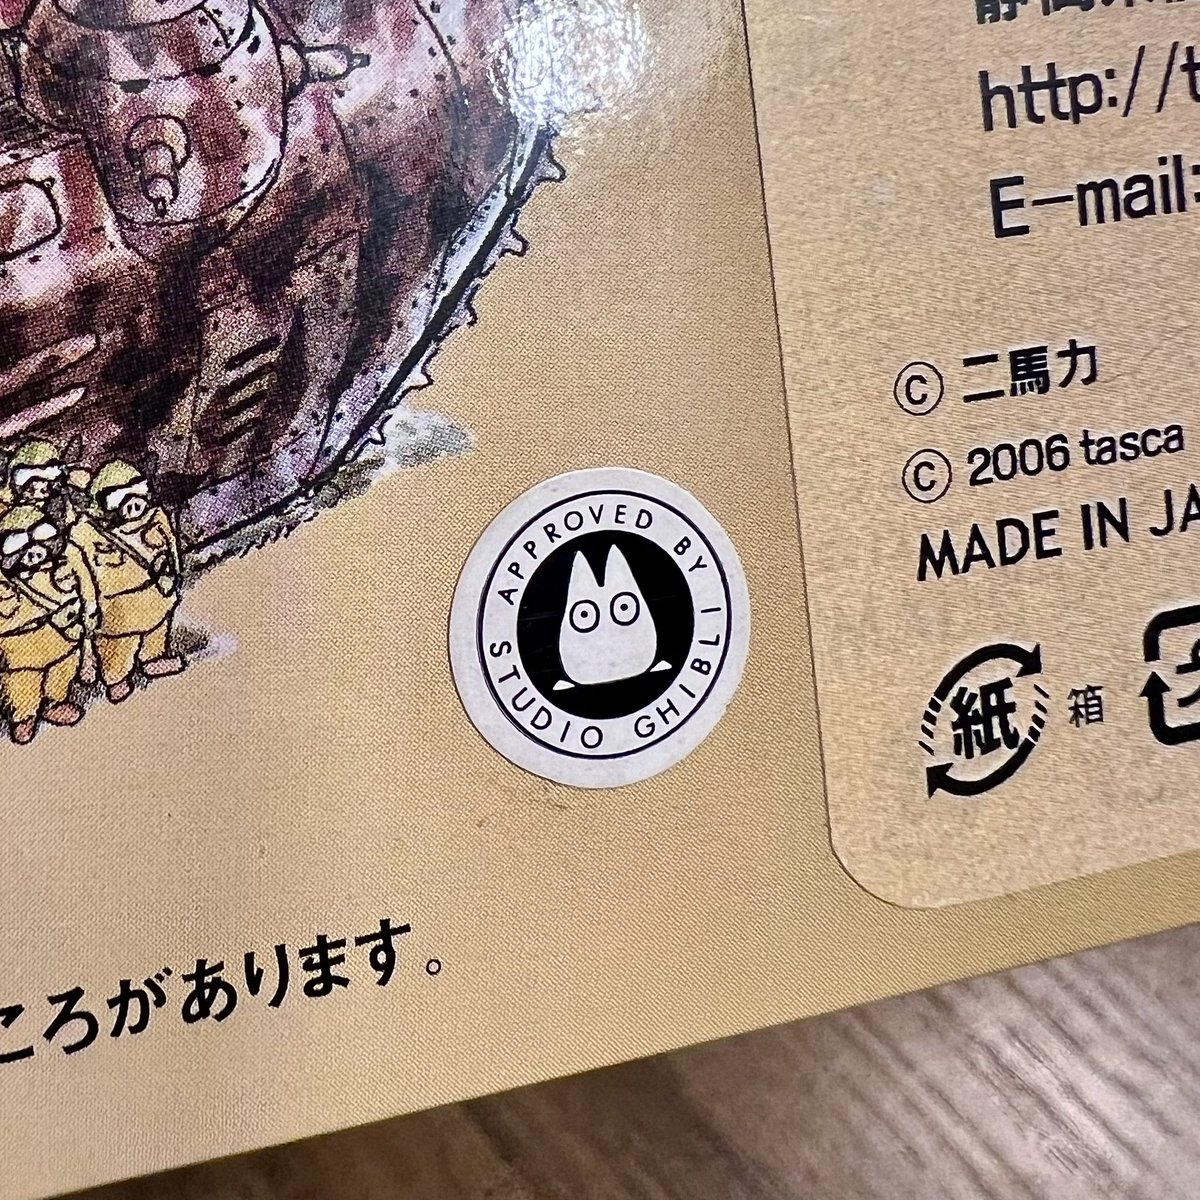 http://t
E-mail:
© 二馬力
© 2006 tasca
MADE IN JA
紙
箱
APPROVED BY STUDIO GHIBLI
ころがあります。